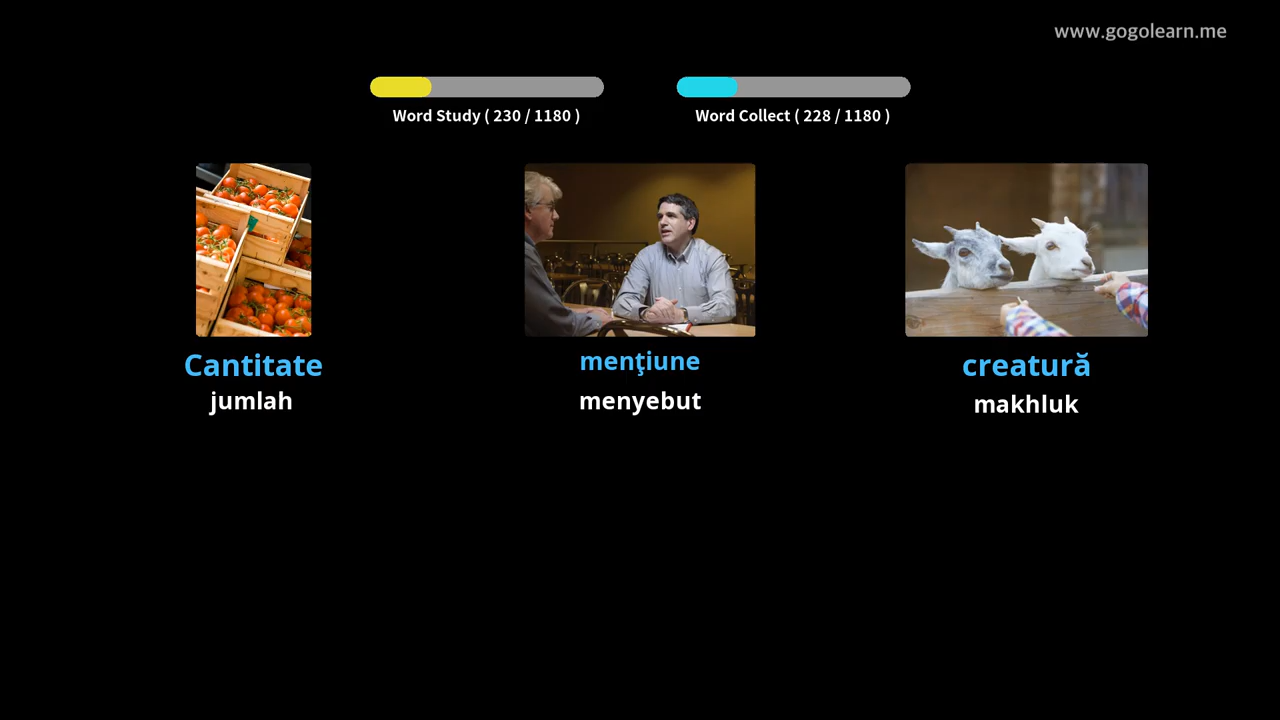 www.gogolearn.me
Word Study ( 230 / 1180 )
Word Collect ( 228 / 1180 )
Cantitate
jumlah
menţiune
menyebut
creatură
makhluk